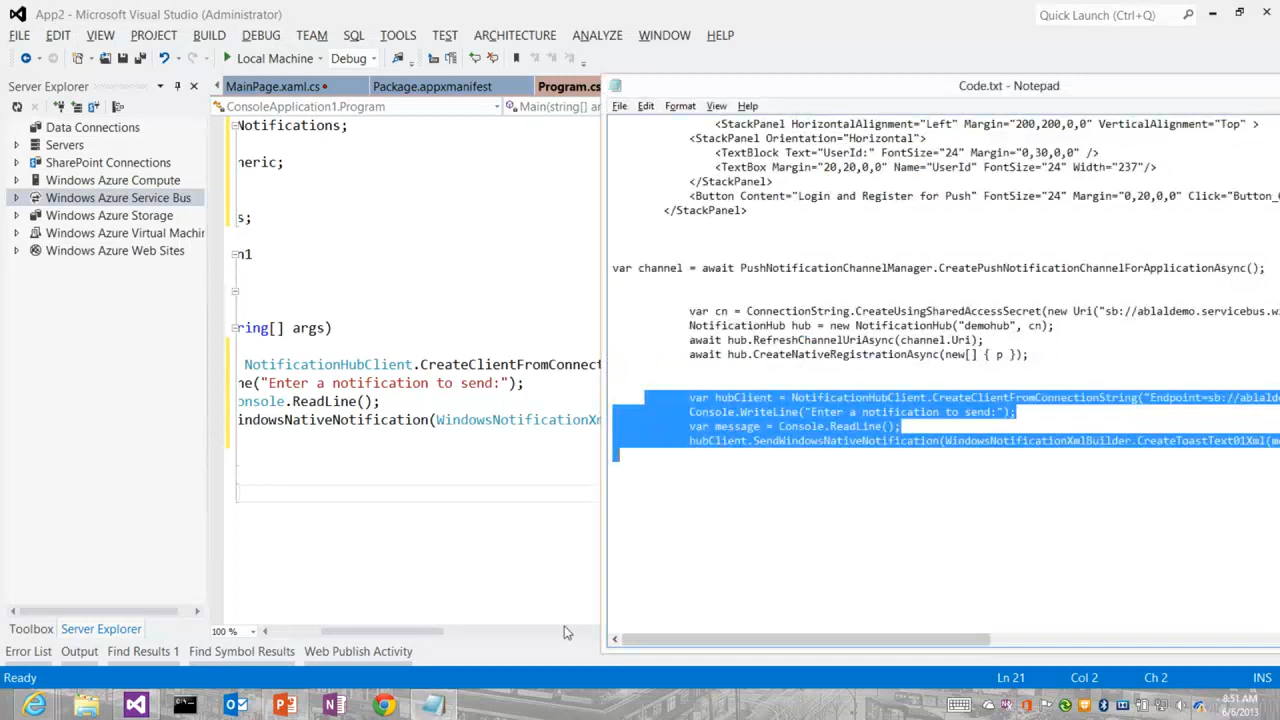 App2 - Microsoft Visual Studio (Administrator)
Quick Launch (Ctrl+Q)
FILE EDIT VIEW PROJECT BUILD DEBUG TEAM SQL TOOLS TEST ARCHITECTURE ANALYZE WINDOW HELP
Local Machine Debug
Server Explorer
Data Connections
Servers
SharePoint Connections
Windows Azure Compute
Windows Azure Service Bus
Windows Azure Storage
Windows Azure Virtual Machin
Windows Azure Web Sites
Toolbox Server Explorer
MainPage.xaml.cs Package.appxmanifest Program.cs
ConsoleApplication1.Program Main(string[] ar
Notifications;
neric;
s;
n1
ring[] args)
NotificationHubClient.CreateClientFromConnect
ne("Enter a notification to send:");
onsole.ReadLine();
indowsNativeNotification(WindowsNotificationXm
100 %
Code.txt - Notepad
File Edit Format View Help
<StackPanel HorizontalAlignment="Left" Margin="200,200,0,0" VerticalAlignment="Top" >
<StackPanel Orientation="Horizontal">
<TextBlock Text="UserId:" FontSize="24" Margin="0,30,0,0" />
<TextBox Margin="20,20,0,0" Name="UserId" FontSize="24" Width="237"/>
</StackPanel>
<Button Content="Login and Register for Push" FontSize="24" Margin="0,20,0,0" Click="Button_
</StackPanel>
var channel = await PushNotificationChannelManager.CreatePushNotificationChannelForApplicationAsync();
var cn = ConnectionString.CreateUsingSharedAccessSecret(new Uri("sb://ablaldemo.servicebus.w
NotificationHub hub = new NotificationHub("demohub", cn);
await hub.RefreshChannelUriAsync(channel.Uri);
await hub.CreateNativeRegistrationAsync(new[] { p });
var hubClient = NotificationHubClient.CreateClientFromConnectionString("Endpoint=sb://ablald
Console.WriteLine("Enter a notification to send:");
var message = Console.ReadLine();
hubClient.SendWindowsNativeNotification(WindowsNotificationXmlBuilder.CreateToastText01Xml(me
Error List Output Find Results 1 Find Symbol Results Web Publish Activity
Ready Ln 21 Col 2 Ch 2 INS
8:51 AM
6/6/2013